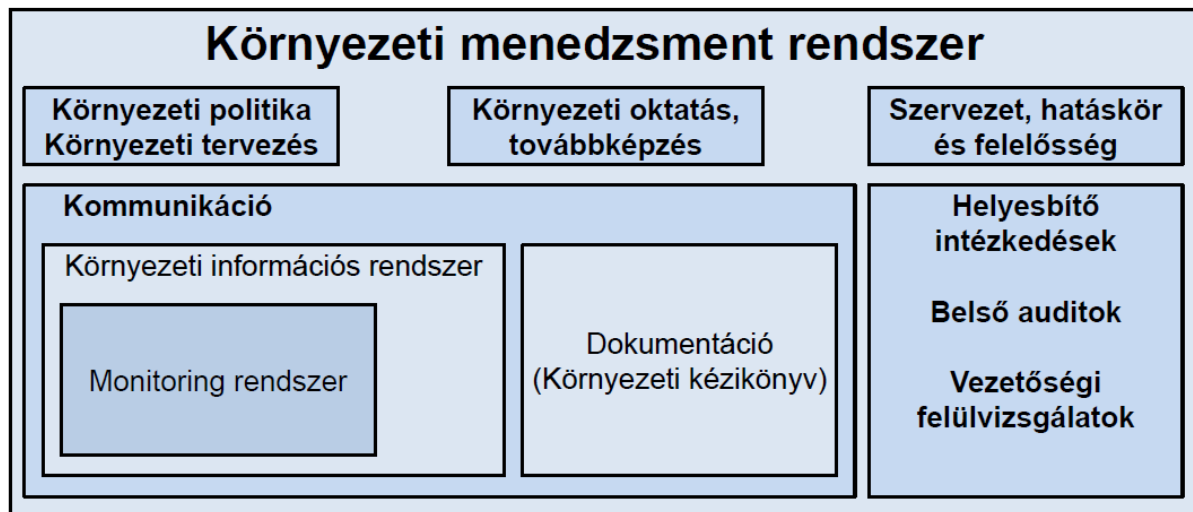 Környezeti menedzsment rendszer
Környezeti politika
Környezeti tervezés
Környezeti oktatás,
továbbképzés
Szervezet, hatáskör
és felelősség
Kommunikáció
Környezeti információs rendszer
Monitoring rendszer
Dokumentáció
(Környezeti kézikönyv)
Helyesbítő
intézkedések
Belső auditok
Vezetőségi
felülvizsgálatok